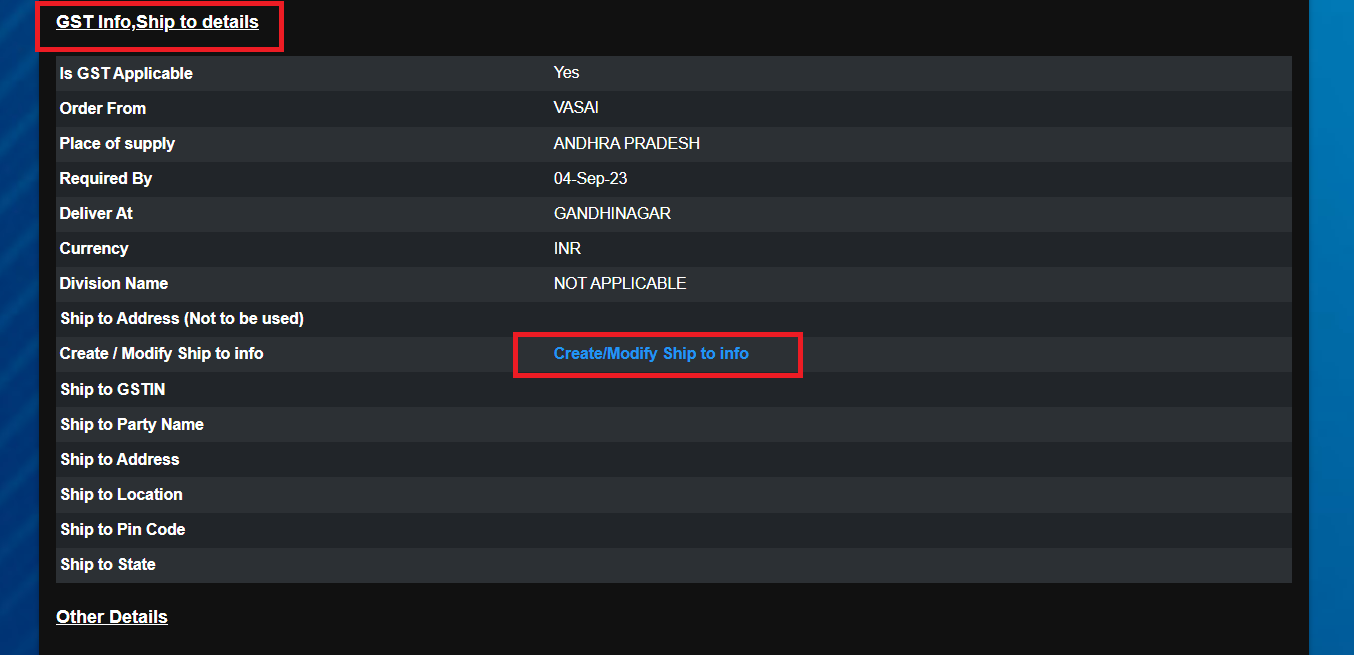 GST Info,Ship to details
Is GST Applicable Yes
Order From VASAI
Place of supply ANDHRA PRADESH
Required By 04-Sep-23
Deliver At GANDHINAGAR
Currency INR
Division Name NOT APPLICABLE
Ship to Address (Not to be used)
Create / Modify Ship to info Create/Modify Ship to info
Ship to GSTIN
Ship to Party Name
Ship to Address
Ship to Location
Ship to Pin Code
Ship to State
Other Details